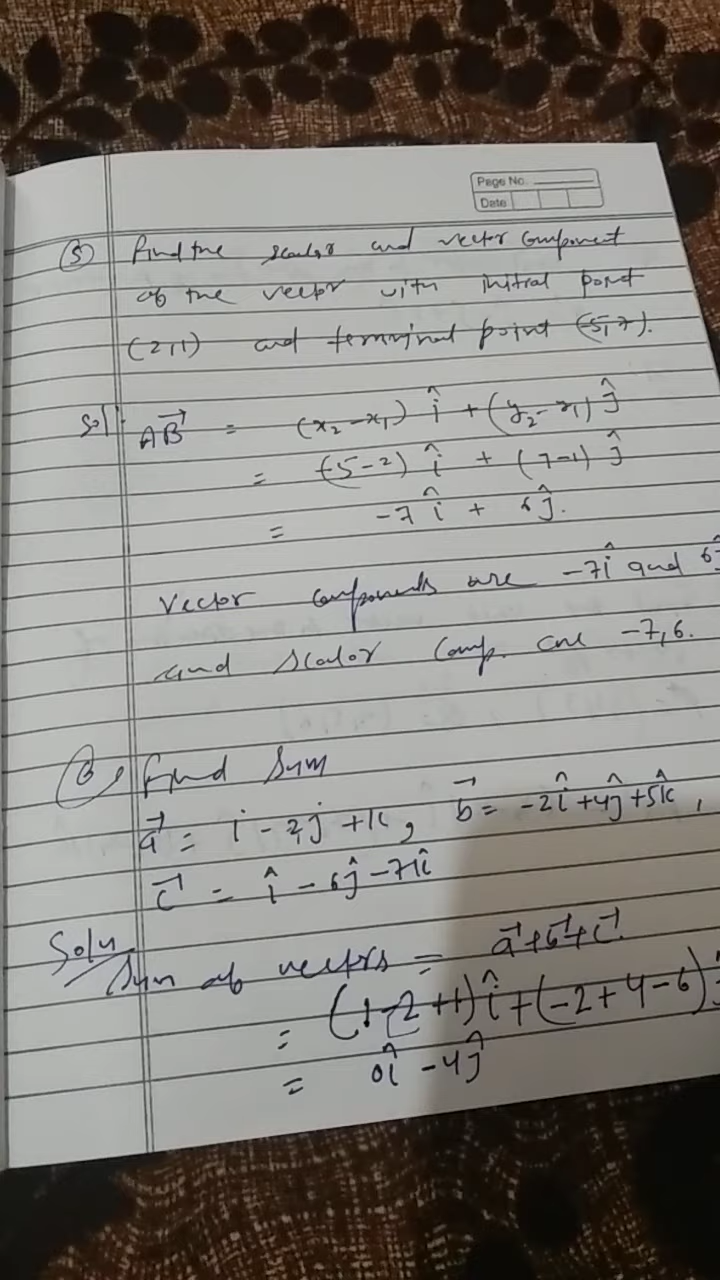 Page No.
Date
5 Find the scalar and vector component
of the vector with initial point
(2,1) and terminal point (-5,7).
Sol. AB⃗ = (x₂-x₁) î + (y₂-y₁) ĵ
= (-5-2) î + (7-1) ĵ
= -7 î + 6 ĵ.
Vector components are -7î and 6ĵ
and scalar comp. are -7,6.
6, Find Sum
a⃗ = i - 2j + k, b⃗ = -2î + 4ĵ + 5k̂,
c⃗ = î - 6ĵ - 7k̂
Solu Sum of vectors = a⃗+b⃗+c⃗
= (1-2+1)î + (-2+4-6)
= 0î - 4ĵ